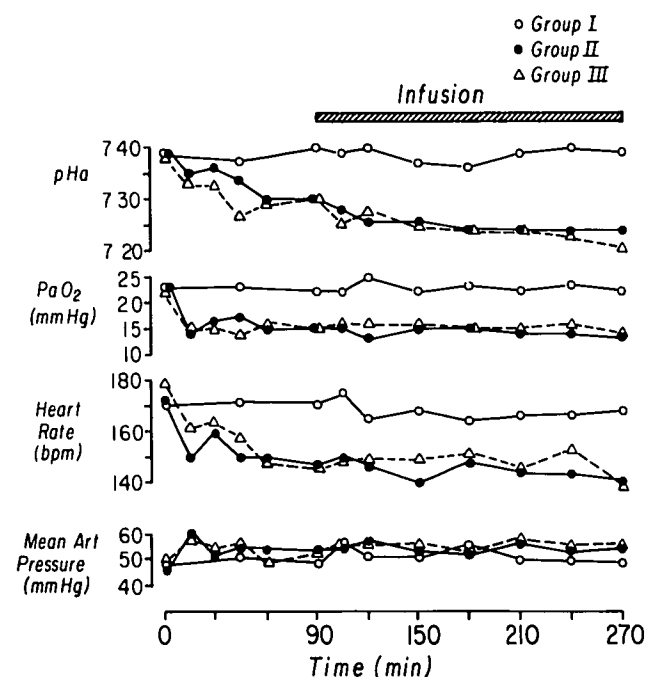 ○ Group I
● Group II
△ Group III
Infusion
7 40
pHa
7 30
7 20
25
PaO2
20
(mmHg)
15
10
180
Heart
Rate
160
(bpm)
140
60
Mean Art
Pressure
50
(mmHg)
40
0 90 150 210 270
Time (min)